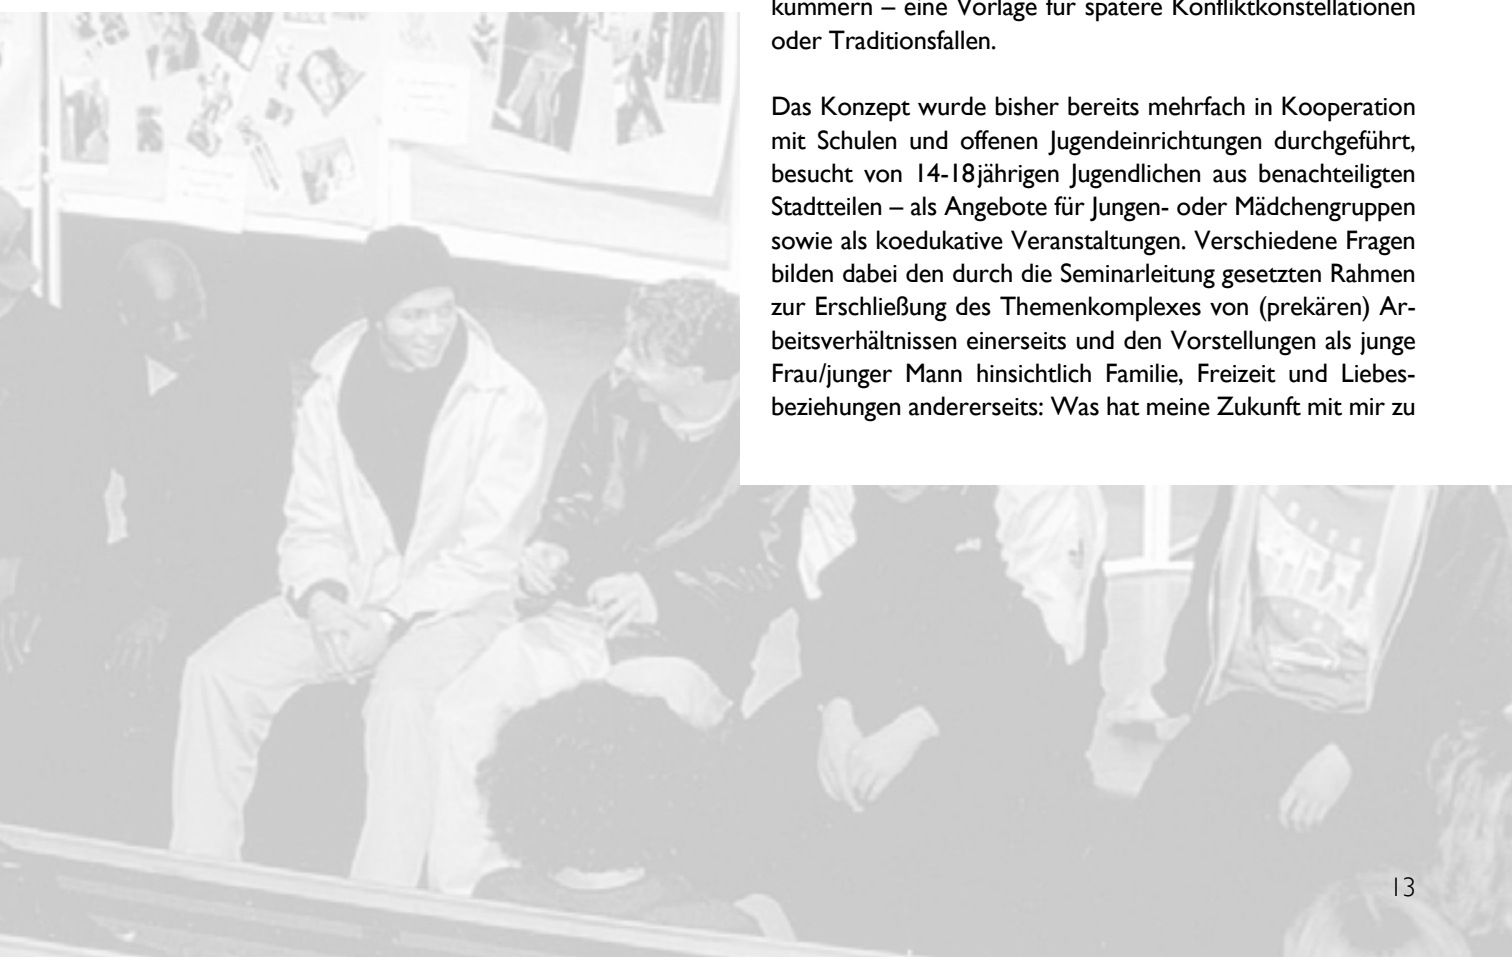 kümmern – eine Vorlage für spätere Konfliktkonstellationen
oder Traditionsfallen.
Das Konzept wurde bisher bereits mehrfach in Kooperation
mit Schulen und offenen Jugendeinrichtungen durchgeführt,
besucht von 14-18jährigen Jugendlichen aus benachteiligten
Stadtteilen – als Angebote für Jungen- oder Mädchengruppen
sowie als koedukative Veranstaltungen. Verschiedene Fragen
bilden dabei den durch die Seminarleitung gesetzten Rahmen
zur Erschließung des Themenkomplexes von (prekären) Ar-
beitsverhältnissen einerseits und den Vorstellungen als junge
Frau/junger Mann hinsichtlich Familie, Freizeit und Liebes-
beziehungen andererseits: Was hat meine Zukunft mit mir zu
13